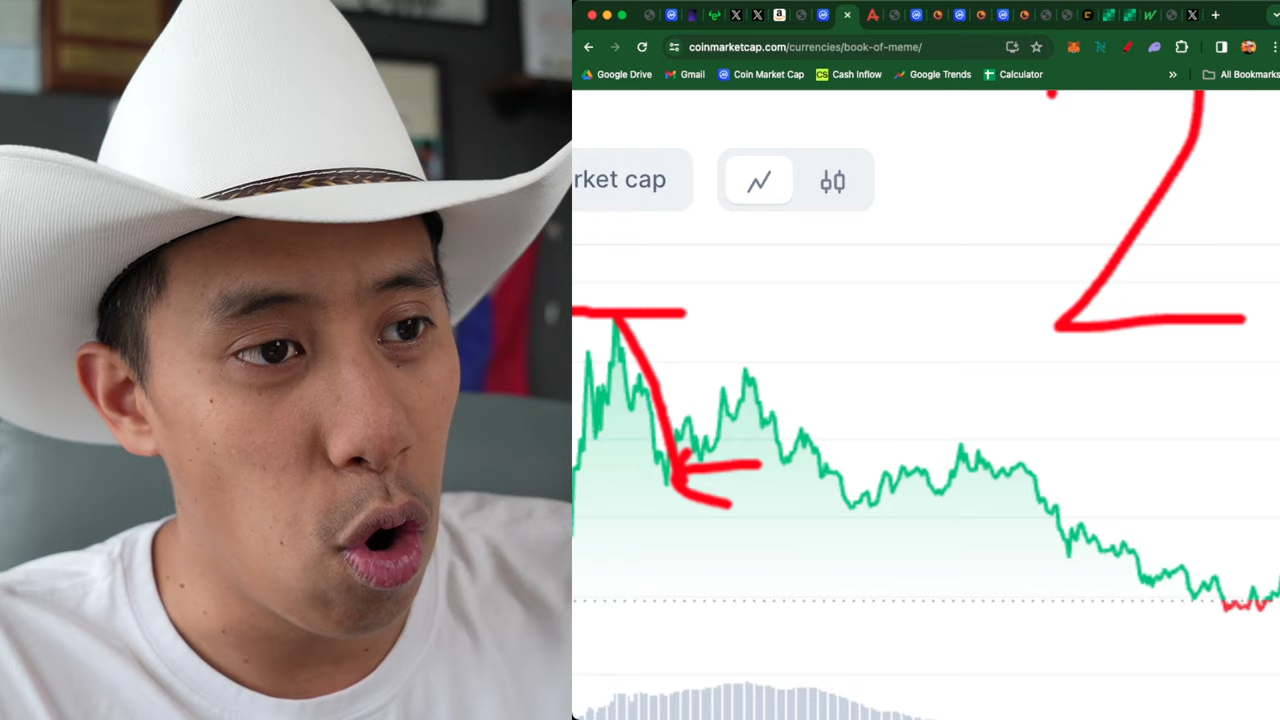 coinmarketcap.com/currencies/book-of-meme/
Google Drive Gmail Coin Market Cap CS Cash Inflow Google Trends Calculator » All Bookmarks
rket cap